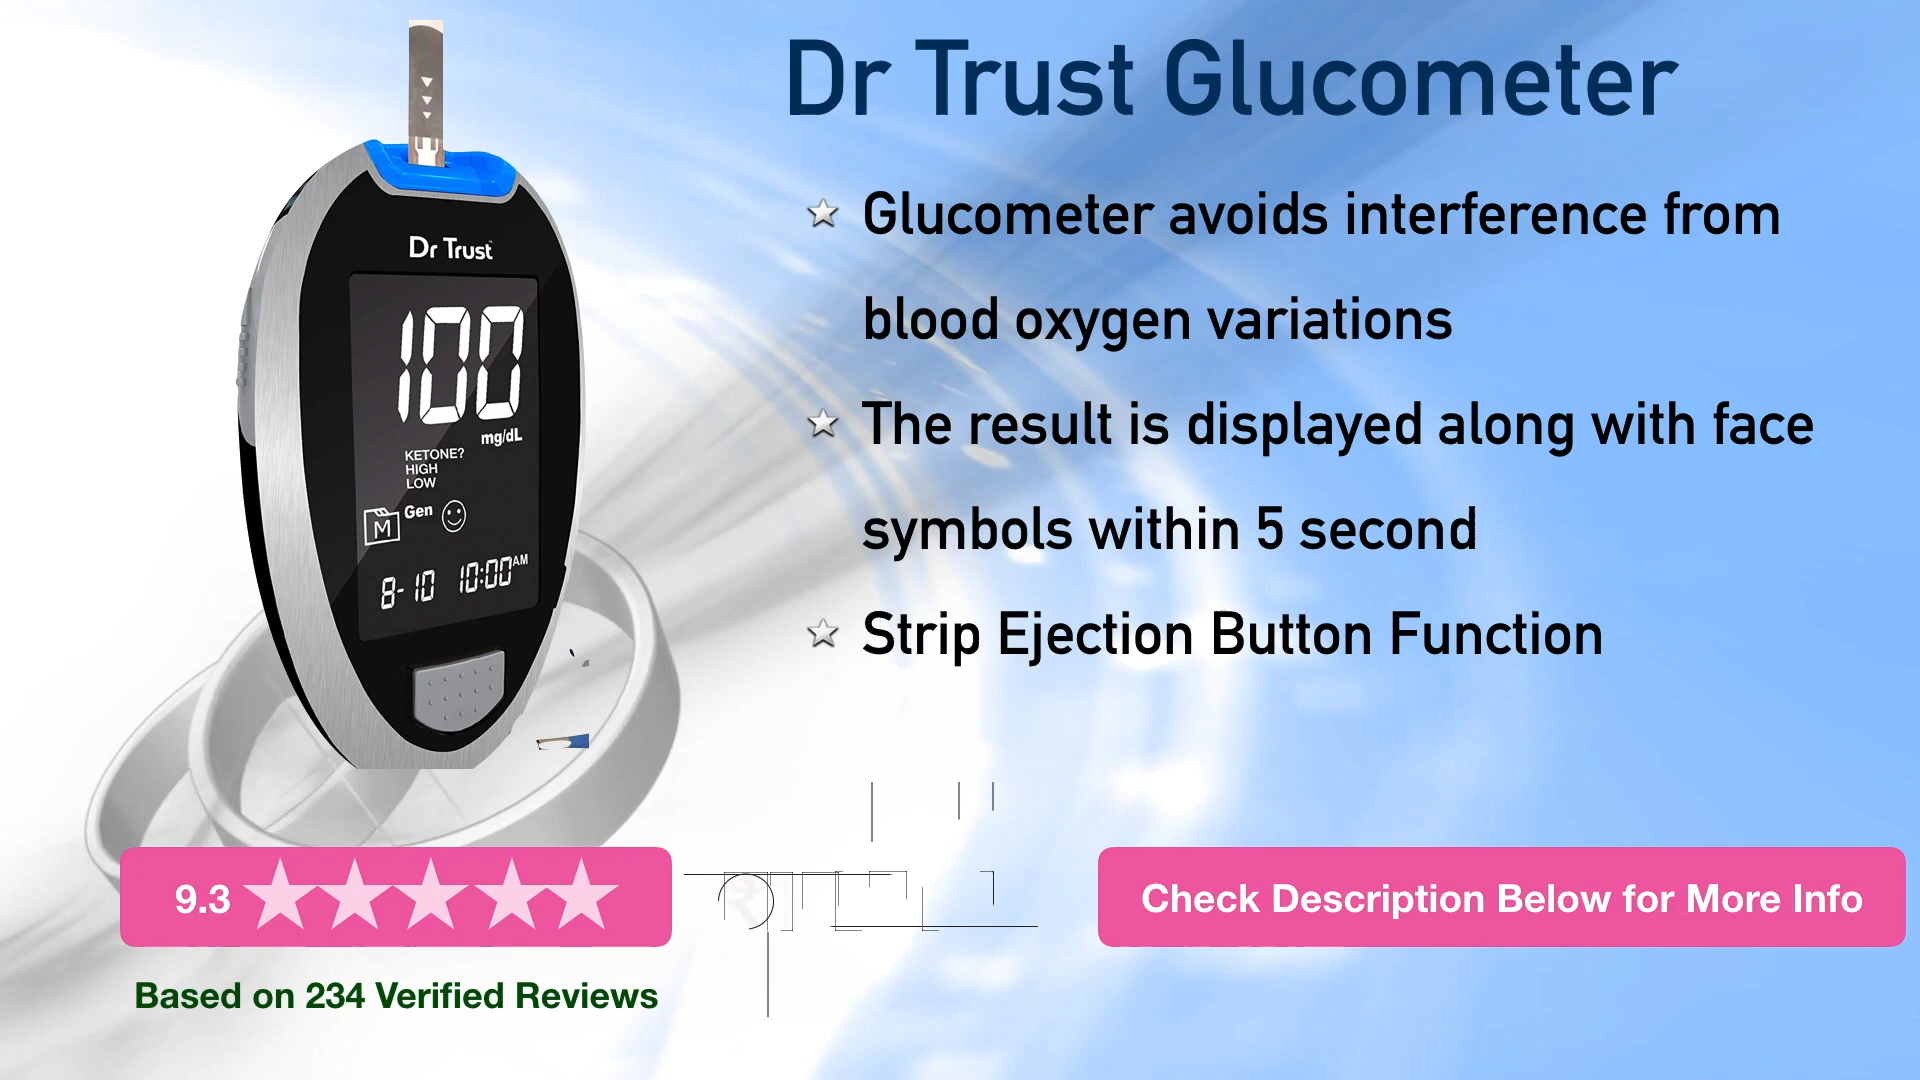 Dr Trust Glucometer
Glucometer avoids interference from
blood oxygen variations
The result is displayed along with face
symbols within 5 second
Strip Ejection Button Function
Dr Trust
100
mg/dL
KETONE?
HIGH
LOW
M Gen
8-10 10:00 AM
9.3
Check Description Below for More Info
Based on 234 Verified Reviews